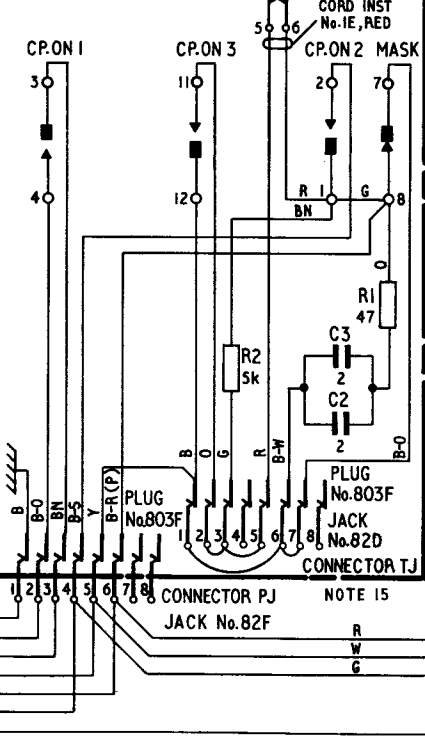 CORD INST
No.1E, RED
5 6
CP.ON 1
CP.ON 3
CP.ON 2
MASK
3
11
2
7
4
12
R
1
G
8
BN
O
R1
47
C3
2
R2
5k
C2
2
B
O
G
R
B-W
B-O
B
B-O
BN
B-S
Y
B-R(P)
PLUG
No.803F
PLUG
No.803F
JACK
No.82D
1 2 3 4 5 6 7 8
CONNECTOR TJ
1 2 3 4 5 6 7 8
CONNECTOR PJ
NOTE 15
JACK No.82F
R
W
G